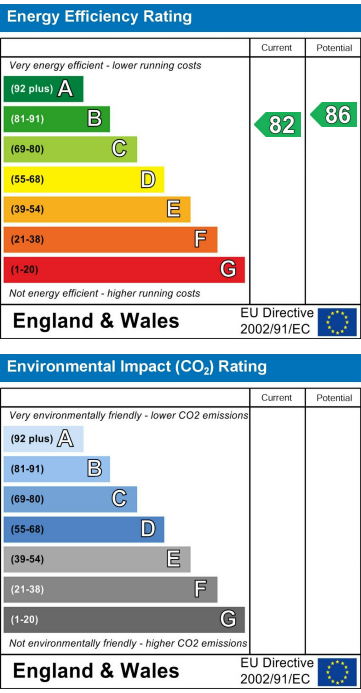 Energy Efficiency Rating
Current Potential
Very energy efficient - lower running costs
(92 plus) A
(81-91) B
82 86
(69-80) C
(55-68) D
(39-54) E
(21-38) F
(1-20) G
Not energy efficient - higher running costs
England & Wales
EU Directive
2002/91/EC
Environmental Impact (CO₂) Rating
Current Potential
Very environmentally friendly - lower CO2 emissions
(92 plus) A
(81-91) B
(69-80) C
(55-68) D
(39-54) E
(21-38) F
(1-20) G
Not environmentally friendly - higher CO2 emissions
England & Wales
EU Directive
2002/91/EC